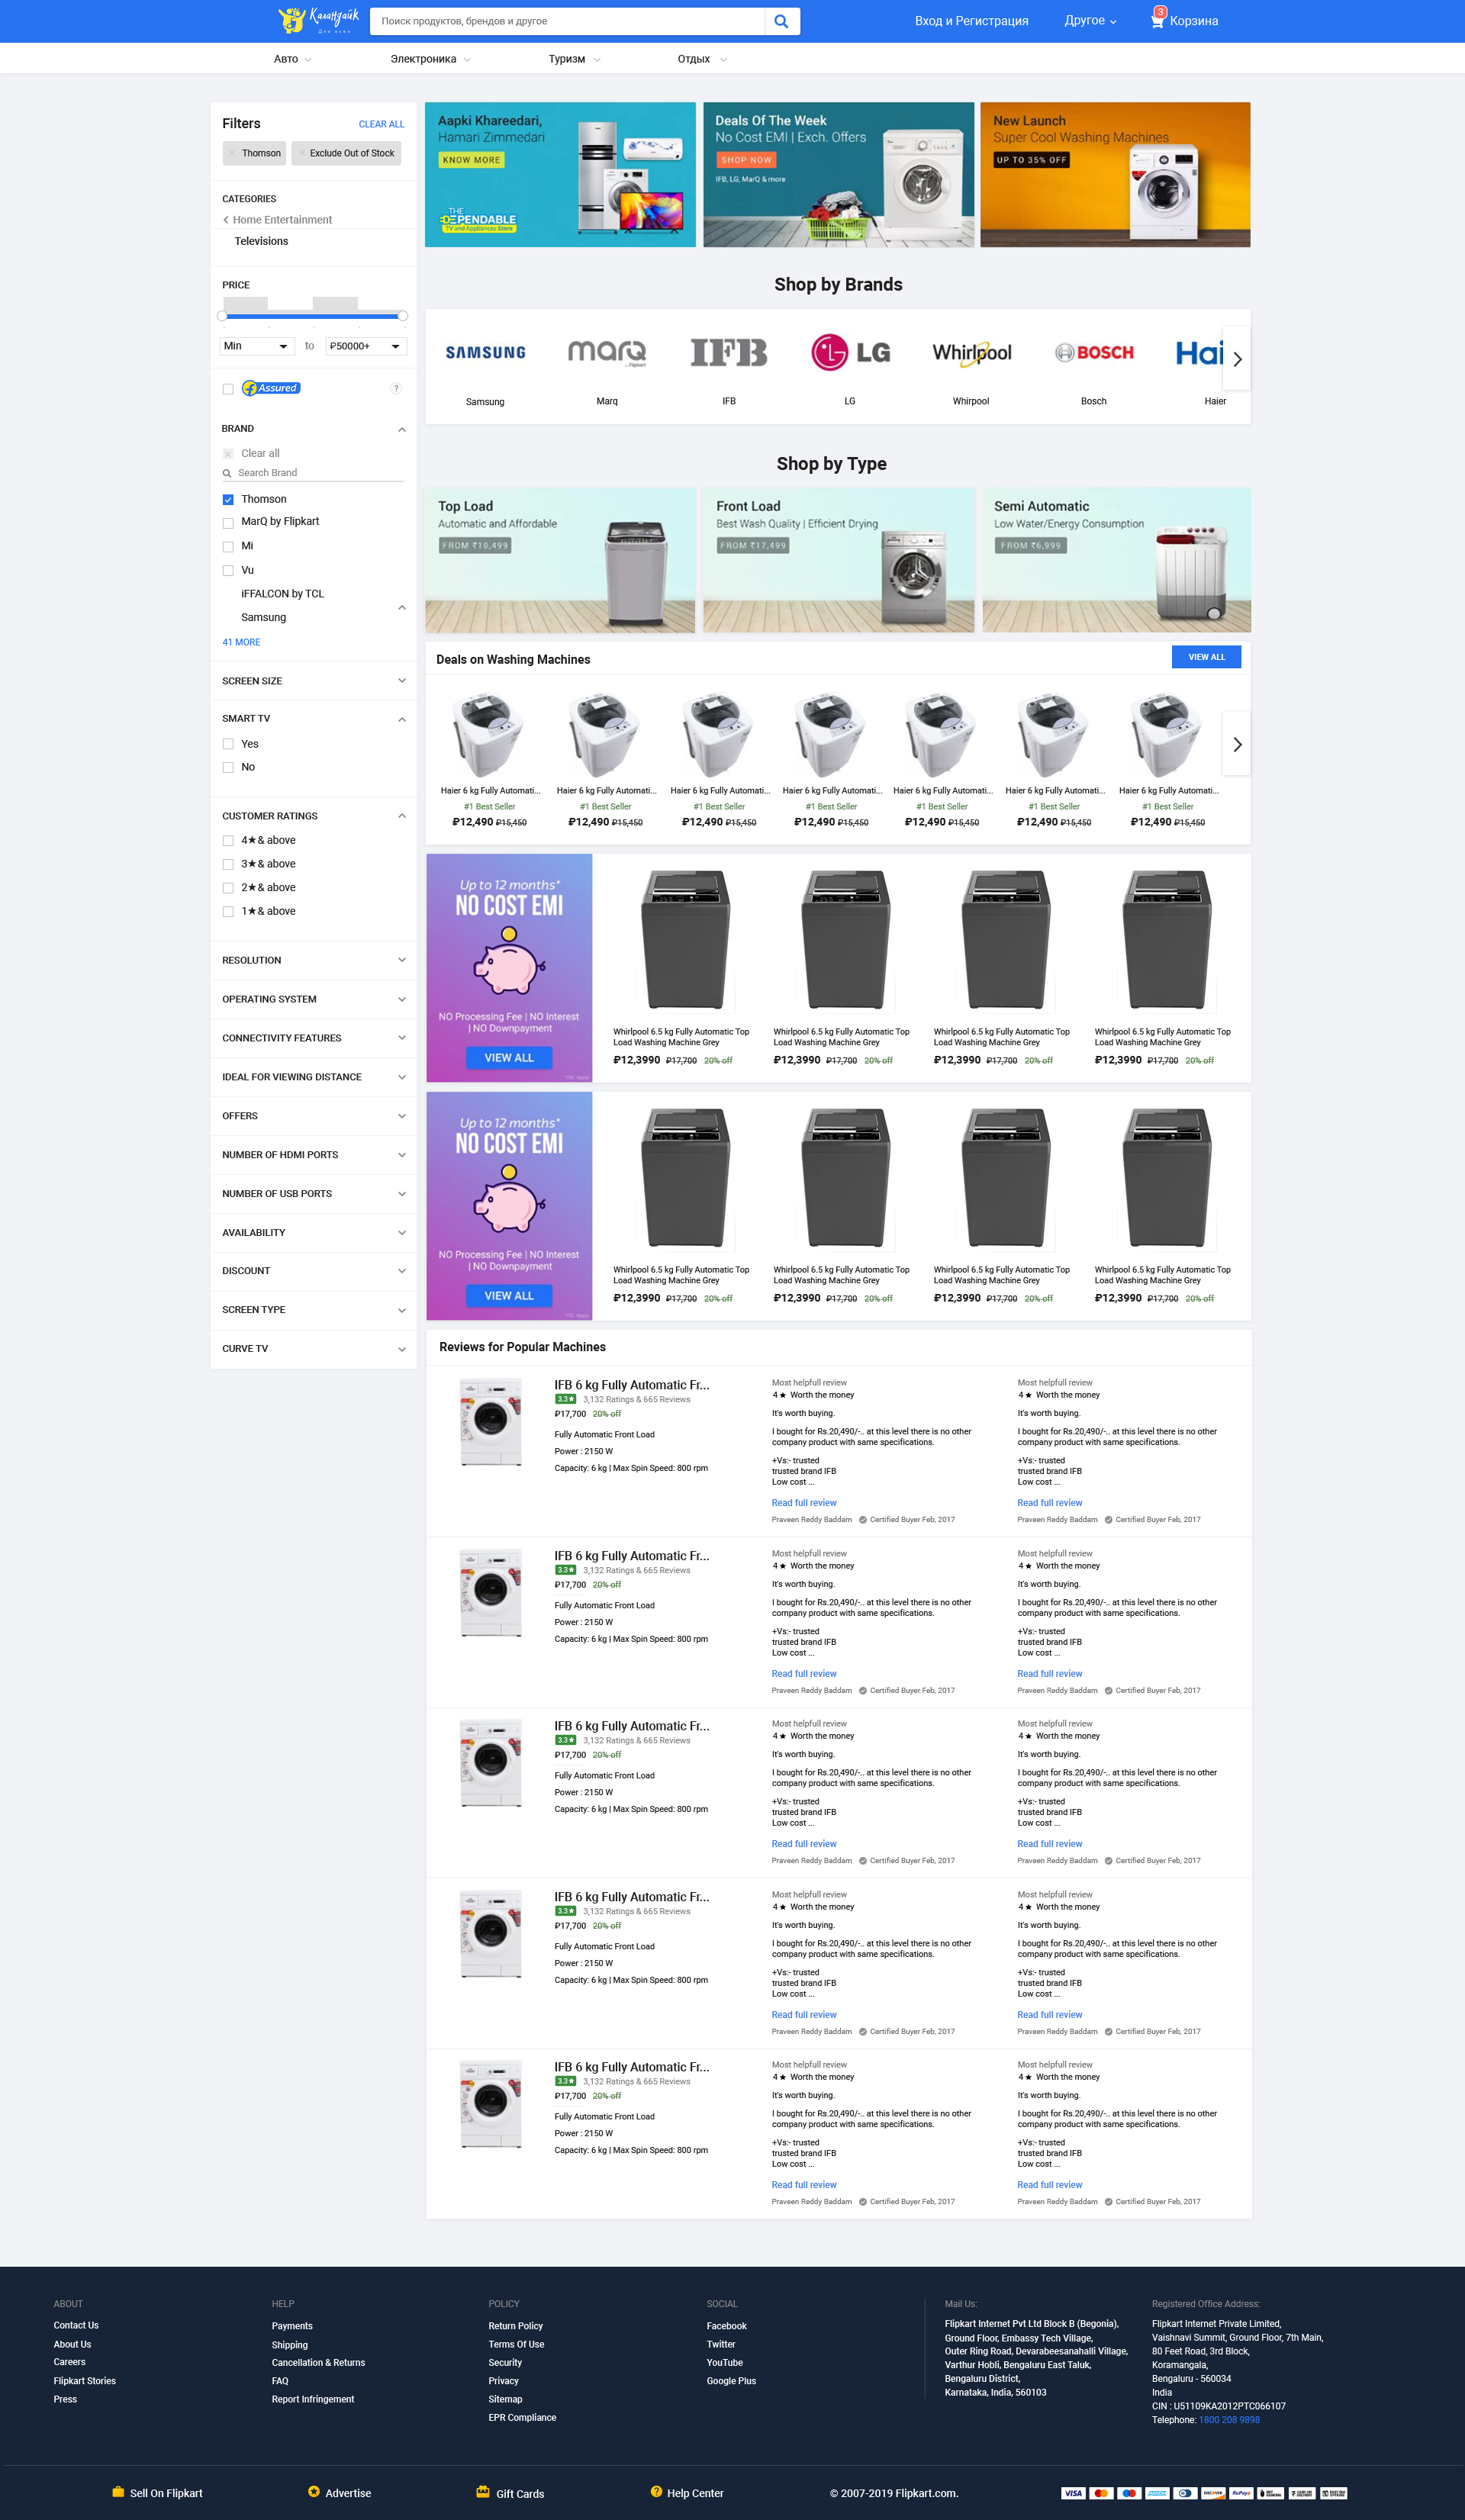 Каландайк
Для всех
Поиск продуктов, брендов и другое
Вход и Регистрация
Другое
3
Корзина
Авто
Электроника
Туризм
Отдых
Filters
CLEAR ALL
Thomson
Exclude Out of Stock
CATEGORIES
Home Entertainment
Televisions
PRICE
Min
to
₽50000+
Assured
?
BRAND
Clear all
Search Brand
Thomson
MarQ by Flipkart
Mi
Vu
iFFALCON by TCL
Samsung
41 MORE
SCREEN SIZE
SMART TV
Yes
No
CUSTOMER RATINGS
4★& above
3★& above
2★& above
1★& above
RESOLUTION
OPERATING SYSTEM
CONNECTIVITY FEATURES
IDEAL FOR VIEWING DISTANCE
OFFERS
NUMBER OF HDMI PORTS
NUMBER OF USB PORTS
AVAILABILITY
DISCOUNT
SCREEN TYPE
CURVE TV
Aapki Khareedari,
Hamari Zimmedari
KNOW MORE
THE
DEPENDABLE
TV and Appliances Store
Deals Of The Week
No Cost EMI | Exch. Offers
SHOP NOW
IFB, LG, MarQ & more
New Launch
Super Cool Washing Machines
UP TO 35% OFF
Shop by Brands
SAMSUNG
marq
by Flipkart
IFB
LG
Whirlpool
BOSCH
Hai
Samsung
Marq
IFB
LG
Whirpool
Bosch
Haier
Shop by Type
Top Load
Automatic and Affordable
FROM ₹10,499
Front Load
Best Wash Quality | Efficient Drying
FROM ₹17,499
Semi Automatic
Low Water/Energy Consumption
FROM ₹6,999
Deals on Washing Machines
VIEW ALL
Haier 6 kg Fully Automati... Haier 6 kg Fully Automati... Haier 6 kg Fully Automati... Haier 6 kg Fully Automati... Haier 6 kg Fully Automati... Haier 6 kg Fully Automati... Haier 6 kg Fully Automati...
#1 Best Seller #1 Best Seller #1 Best Seller #1 Best Seller #1 Best Seller #1 Best Seller #1 Best Seller
₽12,490 ₽15,450 ₽12,490 ₽15,450 ₽12,490 ₽15,450 ₽12,490 ₽15,450 ₽12,490 ₽15,450 ₽12,490 ₽15,450 ₽12,490 ₽15,450
Up to 12 months*
NO COST EMI
NO Processing Fee | NO Interest
| NO Downpayment
VIEW ALL
Whirlpool 6.5 kg Fully Automatic Top Whirlpool 6.5 kg Fully Automatic Top Whirlpool 6.5 kg Fully Automatic Top Whirlpool 6.5 kg Fully Automatic Top
Load Washing Machine Grey Load Washing Machine Grey Load Washing Machine Grey Load Washing Machine Grey
₽12,3990 ₽17,700 20% off ₽12,3990 ₽17,700 20% off ₽12,3990 ₽17,700 20% off ₽12,3990 ₽17,700 20% off
Up to 12 months*
NO COST EMI
NO Processing Fee | NO Interest
| NO Downpayment
VIEW ALL
Whirlpool 6.5 kg Fully Automatic Top Whirlpool 6.5 kg Fully Automatic Top Whirlpool 6.5 kg Fully Automatic Top Whirlpool 6.5 kg Fully Automatic Top
Load Washing Machine Grey Load Washing Machine Grey Load Washing Machine Grey Load Washing Machine Grey
₽12,3990 ₽17,700 20% off ₽12,3990 ₽17,700 20% off ₽12,3990 ₽17,700 20% off ₽12,3990 ₽17,700 20% off
Reviews for Popular Machines
IFB 6 kg Fully Automatic Fr...
3.3★ 3,132 Ratings & 665 Reviews
₽17,700 20% off
Fully Automatic Front Load
Power : 2150 W
Capacity: 6 kg | Max Spin Speed: 800 rpm
Most helpfull review Most helpfull review
4 ★ Worth the money 4 ★ Worth the money
It's worth buying. It's worth buying.
I bought for Rs.20,490/-.. at this level there is no other I bought for Rs.20,490/-.. at this level there is no other
company product with same specifications. company product with same specifications.
+Vs:- trusted +Vs:- trusted
trusted brand IFB trusted brand IFB
Low cost ... Low cost ...
Read full review Read full review
Praveen Reddy Baddam Certified Buyer Feb, 2017 Praveen Reddy Baddam Certified Buyer Feb, 2017
IFB 6 kg Fully Automatic Fr...
3.3★ 3,132 Ratings & 665 Reviews
₽17,700 20% off
Fully Automatic Front Load
Power : 2150 W
Capacity: 6 kg | Max Spin Speed: 800 rpm
Most helpfull review Most helpfull review
4 ★ Worth the money 4 ★ Worth the money
It's worth buying. It's worth buying.
I bought for Rs.20,490/-.. at this level there is no other I bought for Rs.20,490/-.. at this level there is no other
company product with same specifications. company product with same specifications.
+Vs:- trusted +Vs:- trusted
trusted brand IFB trusted brand IFB
Low cost ... Low cost ...
Read full review Read full review
Praveen Reddy Baddam Certified Buyer Feb, 2017 Praveen Reddy Baddam Certified Buyer Feb, 2017
IFB 6 kg Fully Automatic Fr...
3.3★ 3,132 Ratings & 665 Reviews
₽17,700 20% off
Fully Automatic Front Load
Power : 2150 W
Capacity: 6 kg | Max Spin Speed: 800 rpm
Most helpfull review Most helpfull review
4 ★ Worth the money 4 ★ Worth the money
It's worth buying. It's worth buying.
I bought for Rs.20,490/-.. at this level there is no other I bought for Rs.20,490/-.. at this level there is no other
company product with same specifications. company product with same specifications.
+Vs:- trusted +Vs:- trusted
trusted brand IFB trusted brand IFB
Low cost ... Low cost ...
Read full review Read full review
Praveen Reddy Baddam Certified Buyer Feb, 2017 Praveen Reddy Baddam Certified Buyer Feb, 2017
IFB 6 kg Fully Automatic Fr...
3.3★ 3,132 Ratings & 665 Reviews
₽17,700 20% off
Fully Automatic Front Load
Power : 2150 W
Capacity: 6 kg | Max Spin Speed: 800 rpm
Most helpfull review Most helpfull review
4 ★ Worth the money 4 ★ Worth the money
It's worth buying. It's worth buying.
I bought for Rs.20,490/-.. at this level there is no other I bought for Rs.20,490/-.. at this level there is no other
company product with same specifications. company product with same specifications.
+Vs:- trusted +Vs:- trusted
trusted brand IFB trusted brand IFB
Low cost ... Low cost ...
Read full review Read full review
Praveen Reddy Baddam Certified Buyer Feb, 2017 Praveen Reddy Baddam Certified Buyer Feb, 2017
IFB 6 kg Fully Automatic Fr...
3.3★ 3,132 Ratings & 665 Reviews
₽17,700 20% off
Fully Automatic Front Load
Power : 2150 W
Capacity: 6 kg | Max Spin Speed: 800 rpm
Most helpfull review Most helpfull review
4 ★ Worth the money 4 ★ Worth the money
It's worth buying. It's worth buying.
I bought for Rs.20,490/-.. at this level there is no other I bought for Rs.20,490/-.. at this level there is no other
company product with same specifications. company product with same specifications.
+Vs:- trusted +Vs:- trusted
trusted brand IFB trusted brand IFB
Low cost ... Low cost ...
Read full review Read full review
Praveen Reddy Baddam Certified Buyer Feb, 2017 Praveen Reddy Baddam Certified Buyer Feb, 2017
ABOUT
Contact Us
About Us
Careers
Flipkart Stories
Press
HELP
Payments
Shipping
Cancellation & Returns
FAQ
Report Infringement
POLICY
Return Policy
Terms Of Use
Security
Privacy
Sitemap
EPR Compliance
SOCIAL
Facebook
Twitter
YouTube
Google Plus
Mail Us:
Flipkart Internet Pvt Ltd Block B (Begonia),
Ground Floor, Embassy Tech Village,
Outer Ring Road, Devarabeesanahalli Village,
Varthur Hobli, Bengaluru East Taluk,
Bengaluru District,
Karnataka, India, 560103
Registered Office Address:
Flipkart Internet Private Limited,
Vaishnavi Summit, Ground Floor, 7th Main,
80 Feet Road, 3rd Block,
Koramangala,
Bengaluru - 560034
India
CIN : U51109KA2012PTC066107
Telephone: 1800 208 9898
Sell On Flipkart
Advertise
Gift Cards
Help Center
© 2007-2019 Flipkart.com.
VISA
DISCOVER
RuPay